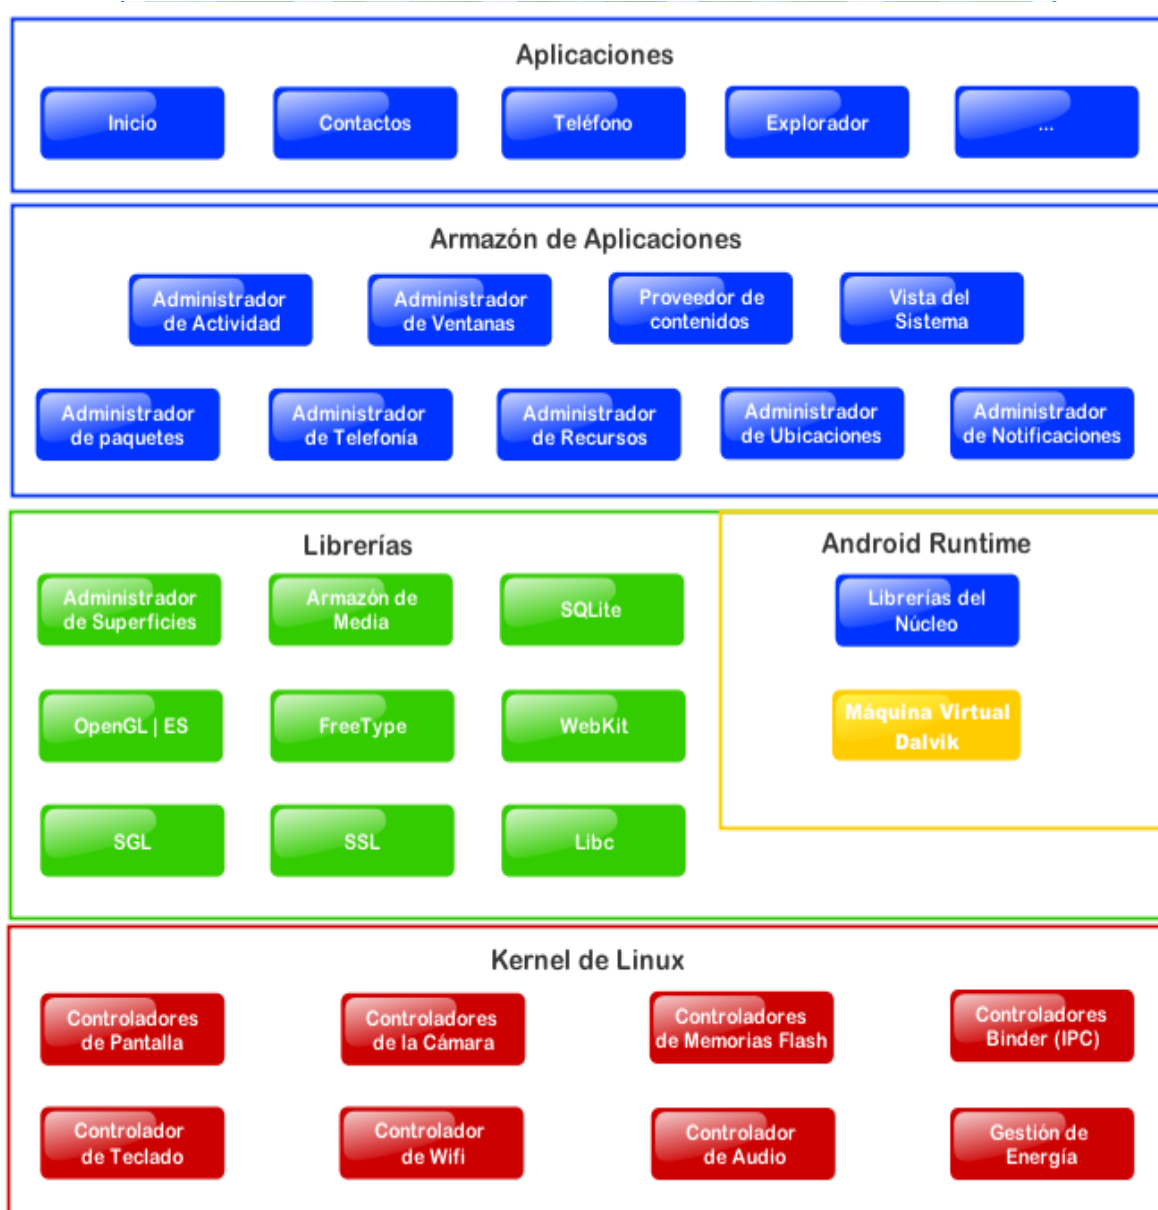 Aplicaciones
Inicio
Contactos
Teléfono
Explorador
...
Armazón de Aplicaciones
Administrador
de Actividad
Administrador
de Ventanas
Proveedor de
contenidos
Vista del
Sistema
Administrador
de paquetes
Administrador
de Telefonía
Administrador
de Recursos
Administrador
de Ubicaciones
Administrador
de Notificaciones
Librerías
Administrador
de Superficies
Armazón de
Media
SQLite
OpenGL | ES
FreeType
WebKit
SGL
SSL
Libc
Android Runtime
Librerías del
Núcleo
Máquina Virtual
Dalvik
Kernel de Linux
Controladores
de Pantalla
Controladores
de la Cámara
Controladores
de Memorias Flash
Controladores
Binder (IPC)
Controlador
de Teclado
Controlador
de Wifi
Controlador
de Audio
Gestión de
Energía